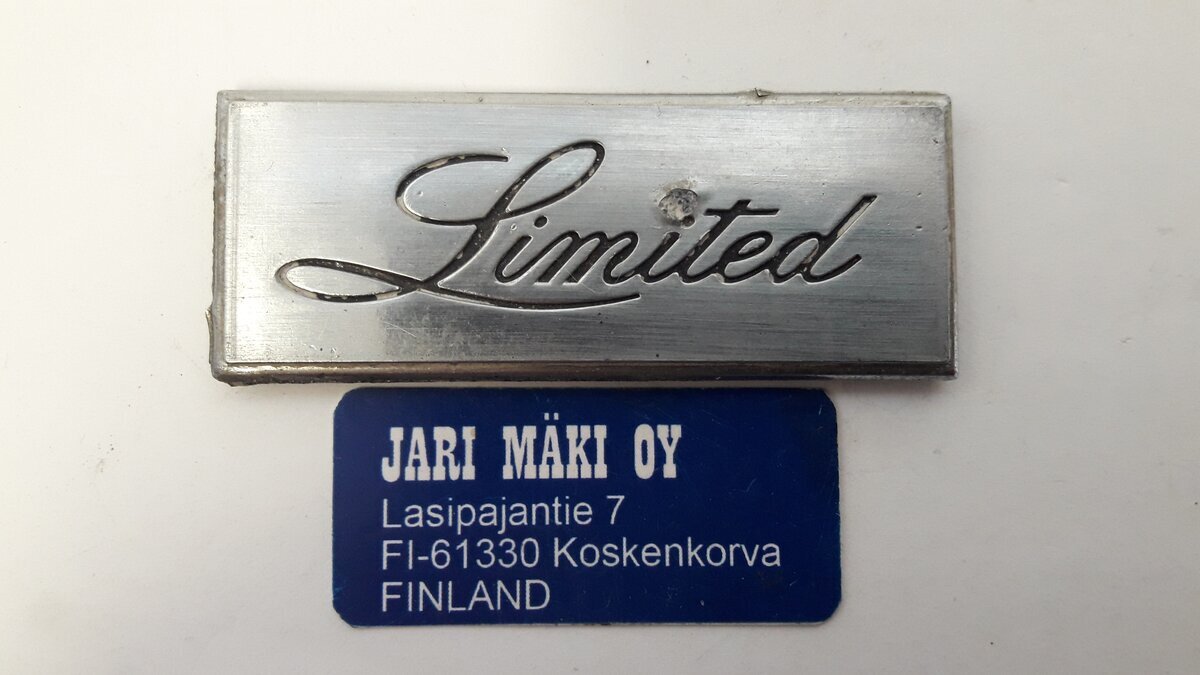 Limited
JARI MÄKI OY
Lasipajantie 7
FI-61330 Koskenkorva
FINLAND